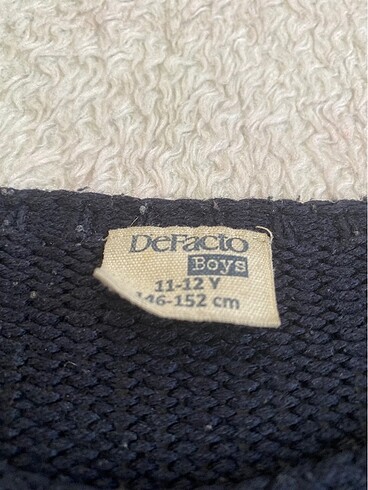 DeFacto
Boys
11-12 Y
146-152 cm